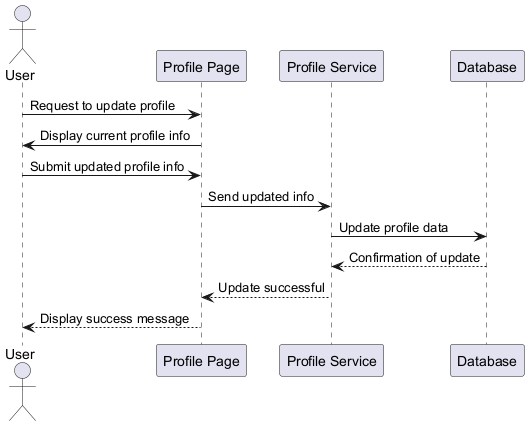 User
Profile Page
Profile Service
Database
Request to update profile
Display current profile info
Submit updated profile info
Send updated info
Update profile data
Confirmation of update
Update successful
Display success message
User
Profile Page
Profile Service
Database